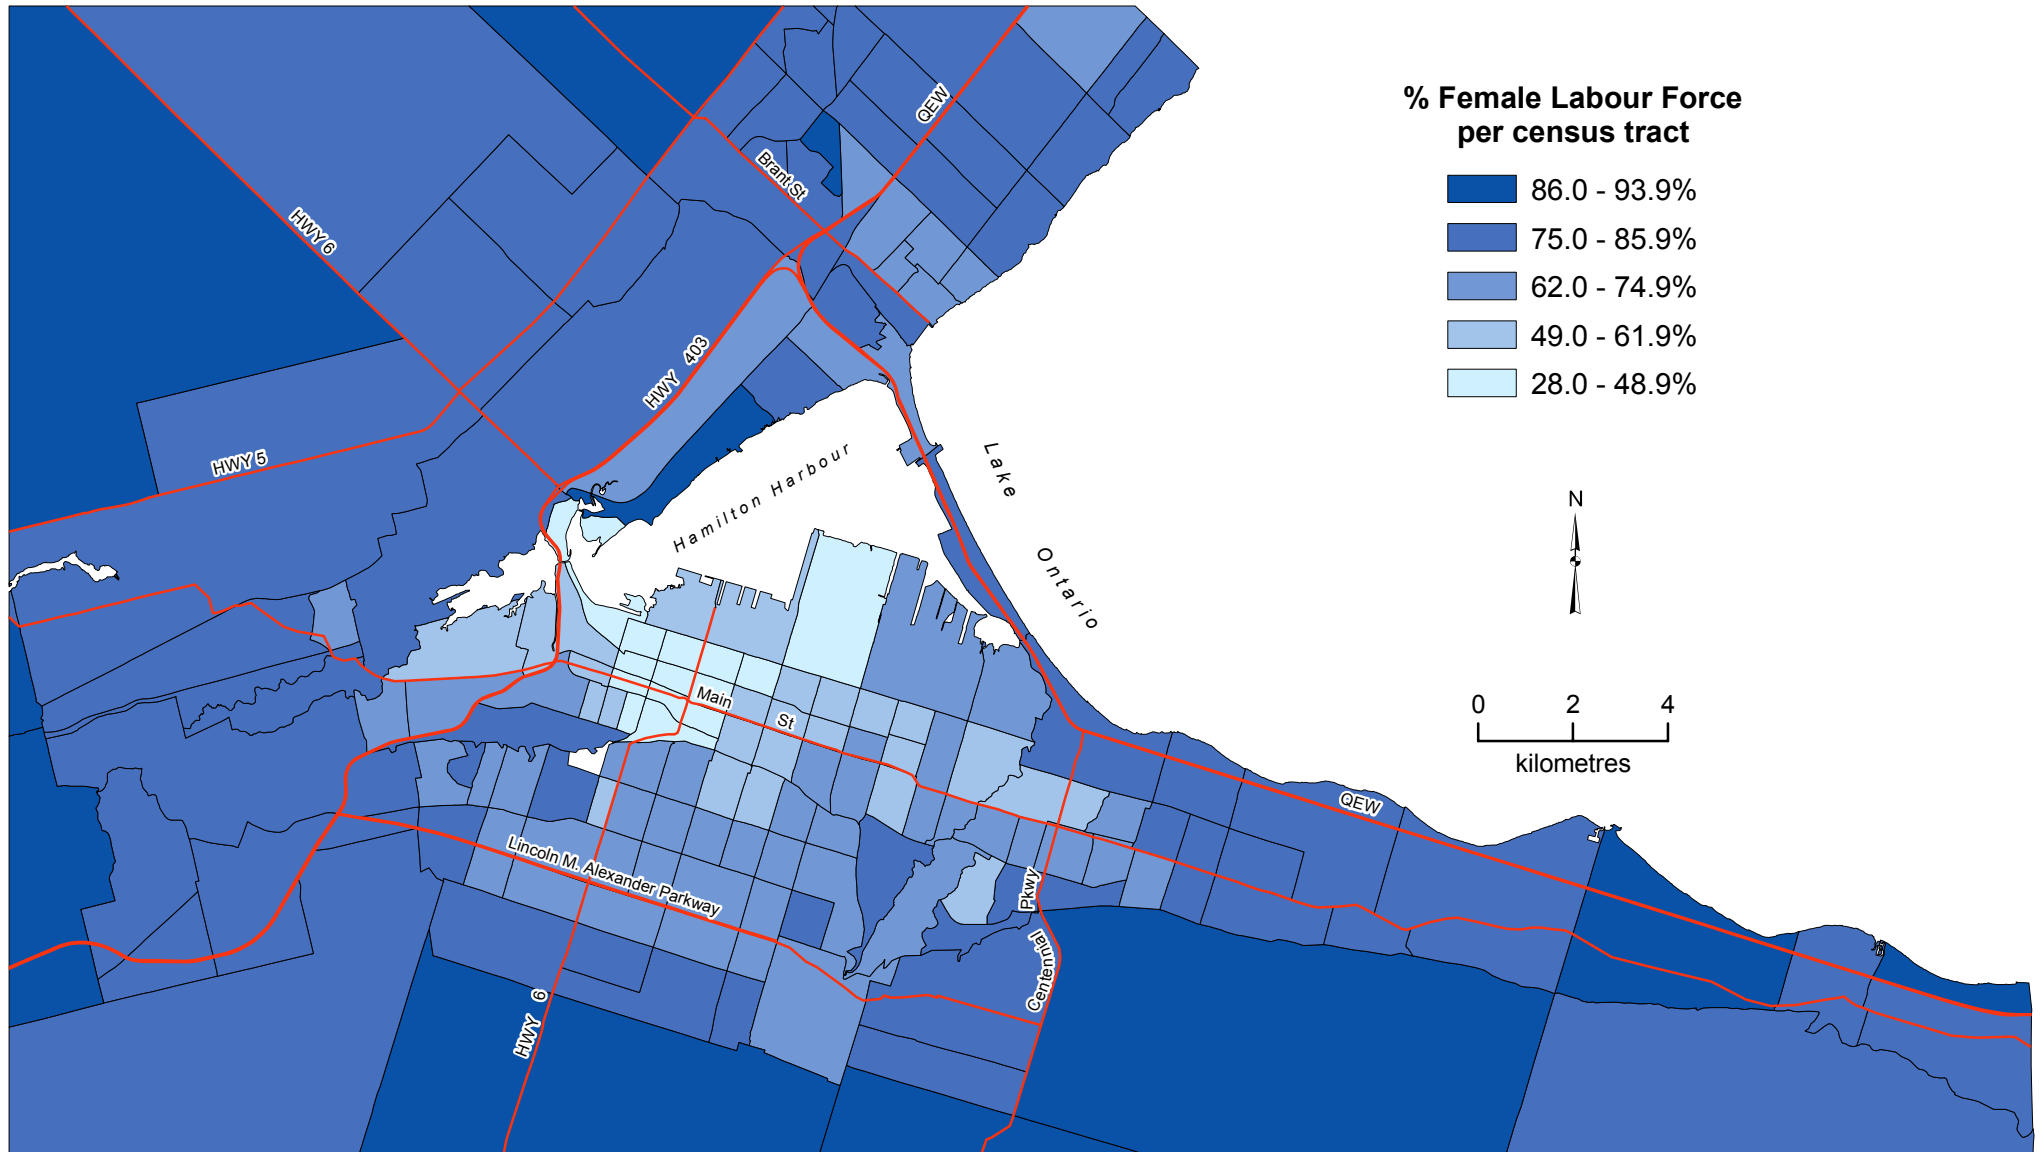 % Female Labour Force
per census tract
86.0 - 93.9%
75.0 - 85.9%
62.0 - 74.9%
49.0 - 61.9%
28.0 - 48.9%
QEW
Brant St
HWY 6
HWY 403
HWY 5
Hamilton Harbour
Lake
Ontario
N
0 2 4
kilometres
Main St
QEW
Lincoln M. Alexander Parkway
Centennial Pkwy
HWY 6